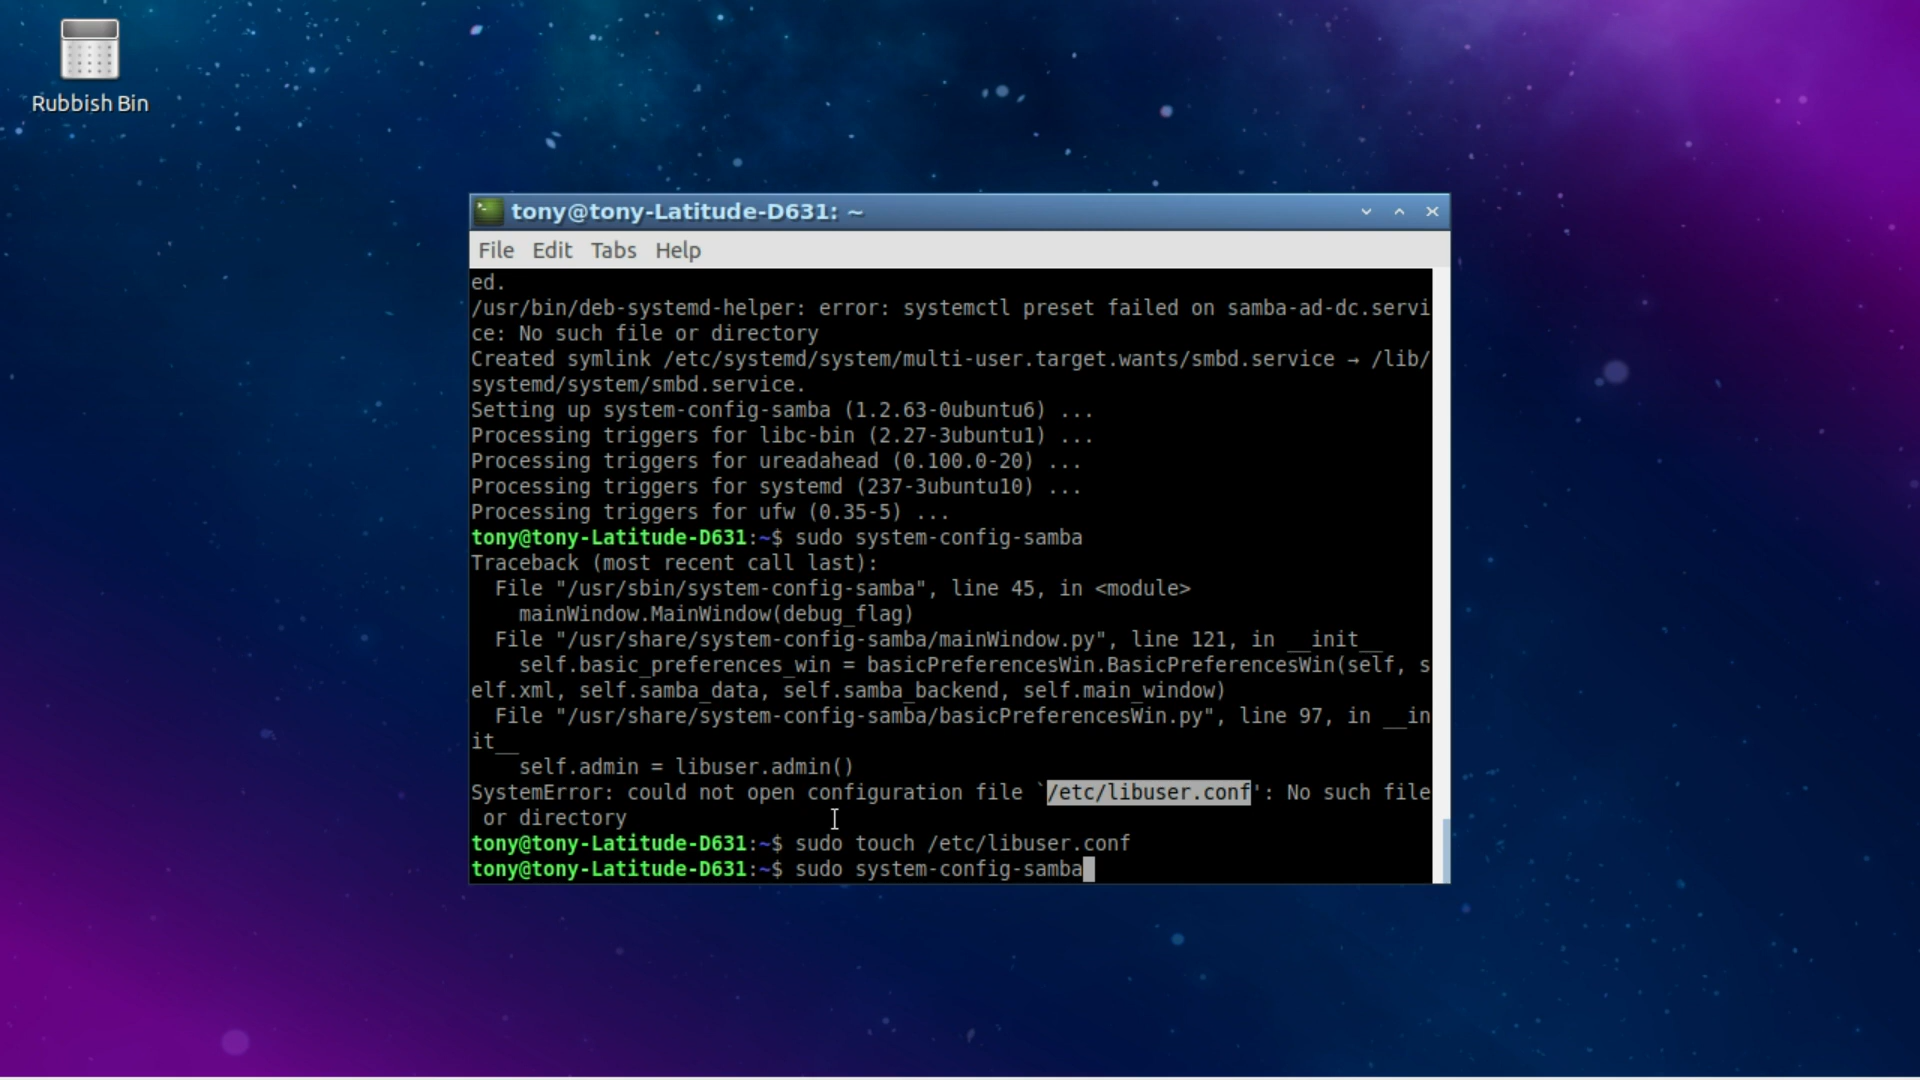 Rubbish Bin
tony@tony-Latitude-D631: ~
File Edit Tabs Help
ed.
/usr/bin/deb-systemd-helper: error: systemctl preset failed on samba-ad-dc.servi
ce: No such file or directory
Created symlink /etc/systemd/system/multi-user.target.wants/smbd.service → /lib/
systemd/system/smbd.service.
Setting up system-config-samba (1.2.63-0ubuntu6) ...
Processing triggers for libc-bin (2.27-3ubuntu1) ...
Processing triggers for ureadahead (0.100.0-20) ...
Processing triggers for systemd (237-3ubuntu10) ...
Processing triggers for ufw (0.35-5) ...
tony@tony-Latitude-D631:~$ sudo system-config-samba
Traceback (most recent call last):
  File "/usr/sbin/system-config-samba", line 45, in <module>
    mainWindow.MainWindow(debug_flag)
  File "/usr/share/system-config-samba/mainWindow.py", line 121, in __init__
    self.basic_preferences_win = basicPreferencesWin.BasicPreferencesWin(self, s
elf.xml, self.samba_data, self.samba_backend, self.main_window)
  File "/usr/share/system-config-samba/basicPreferencesWin.py", line 97, in __in
it__
    self.admin = libuser.admin()
SystemError: could not open configuration file `/etc/libuser.conf': No such file
 or directory
tony@tony-Latitude-D631:~$ sudo touch /etc/libuser.conf
tony@tony-Latitude-D631:~$ sudo system-config-samba